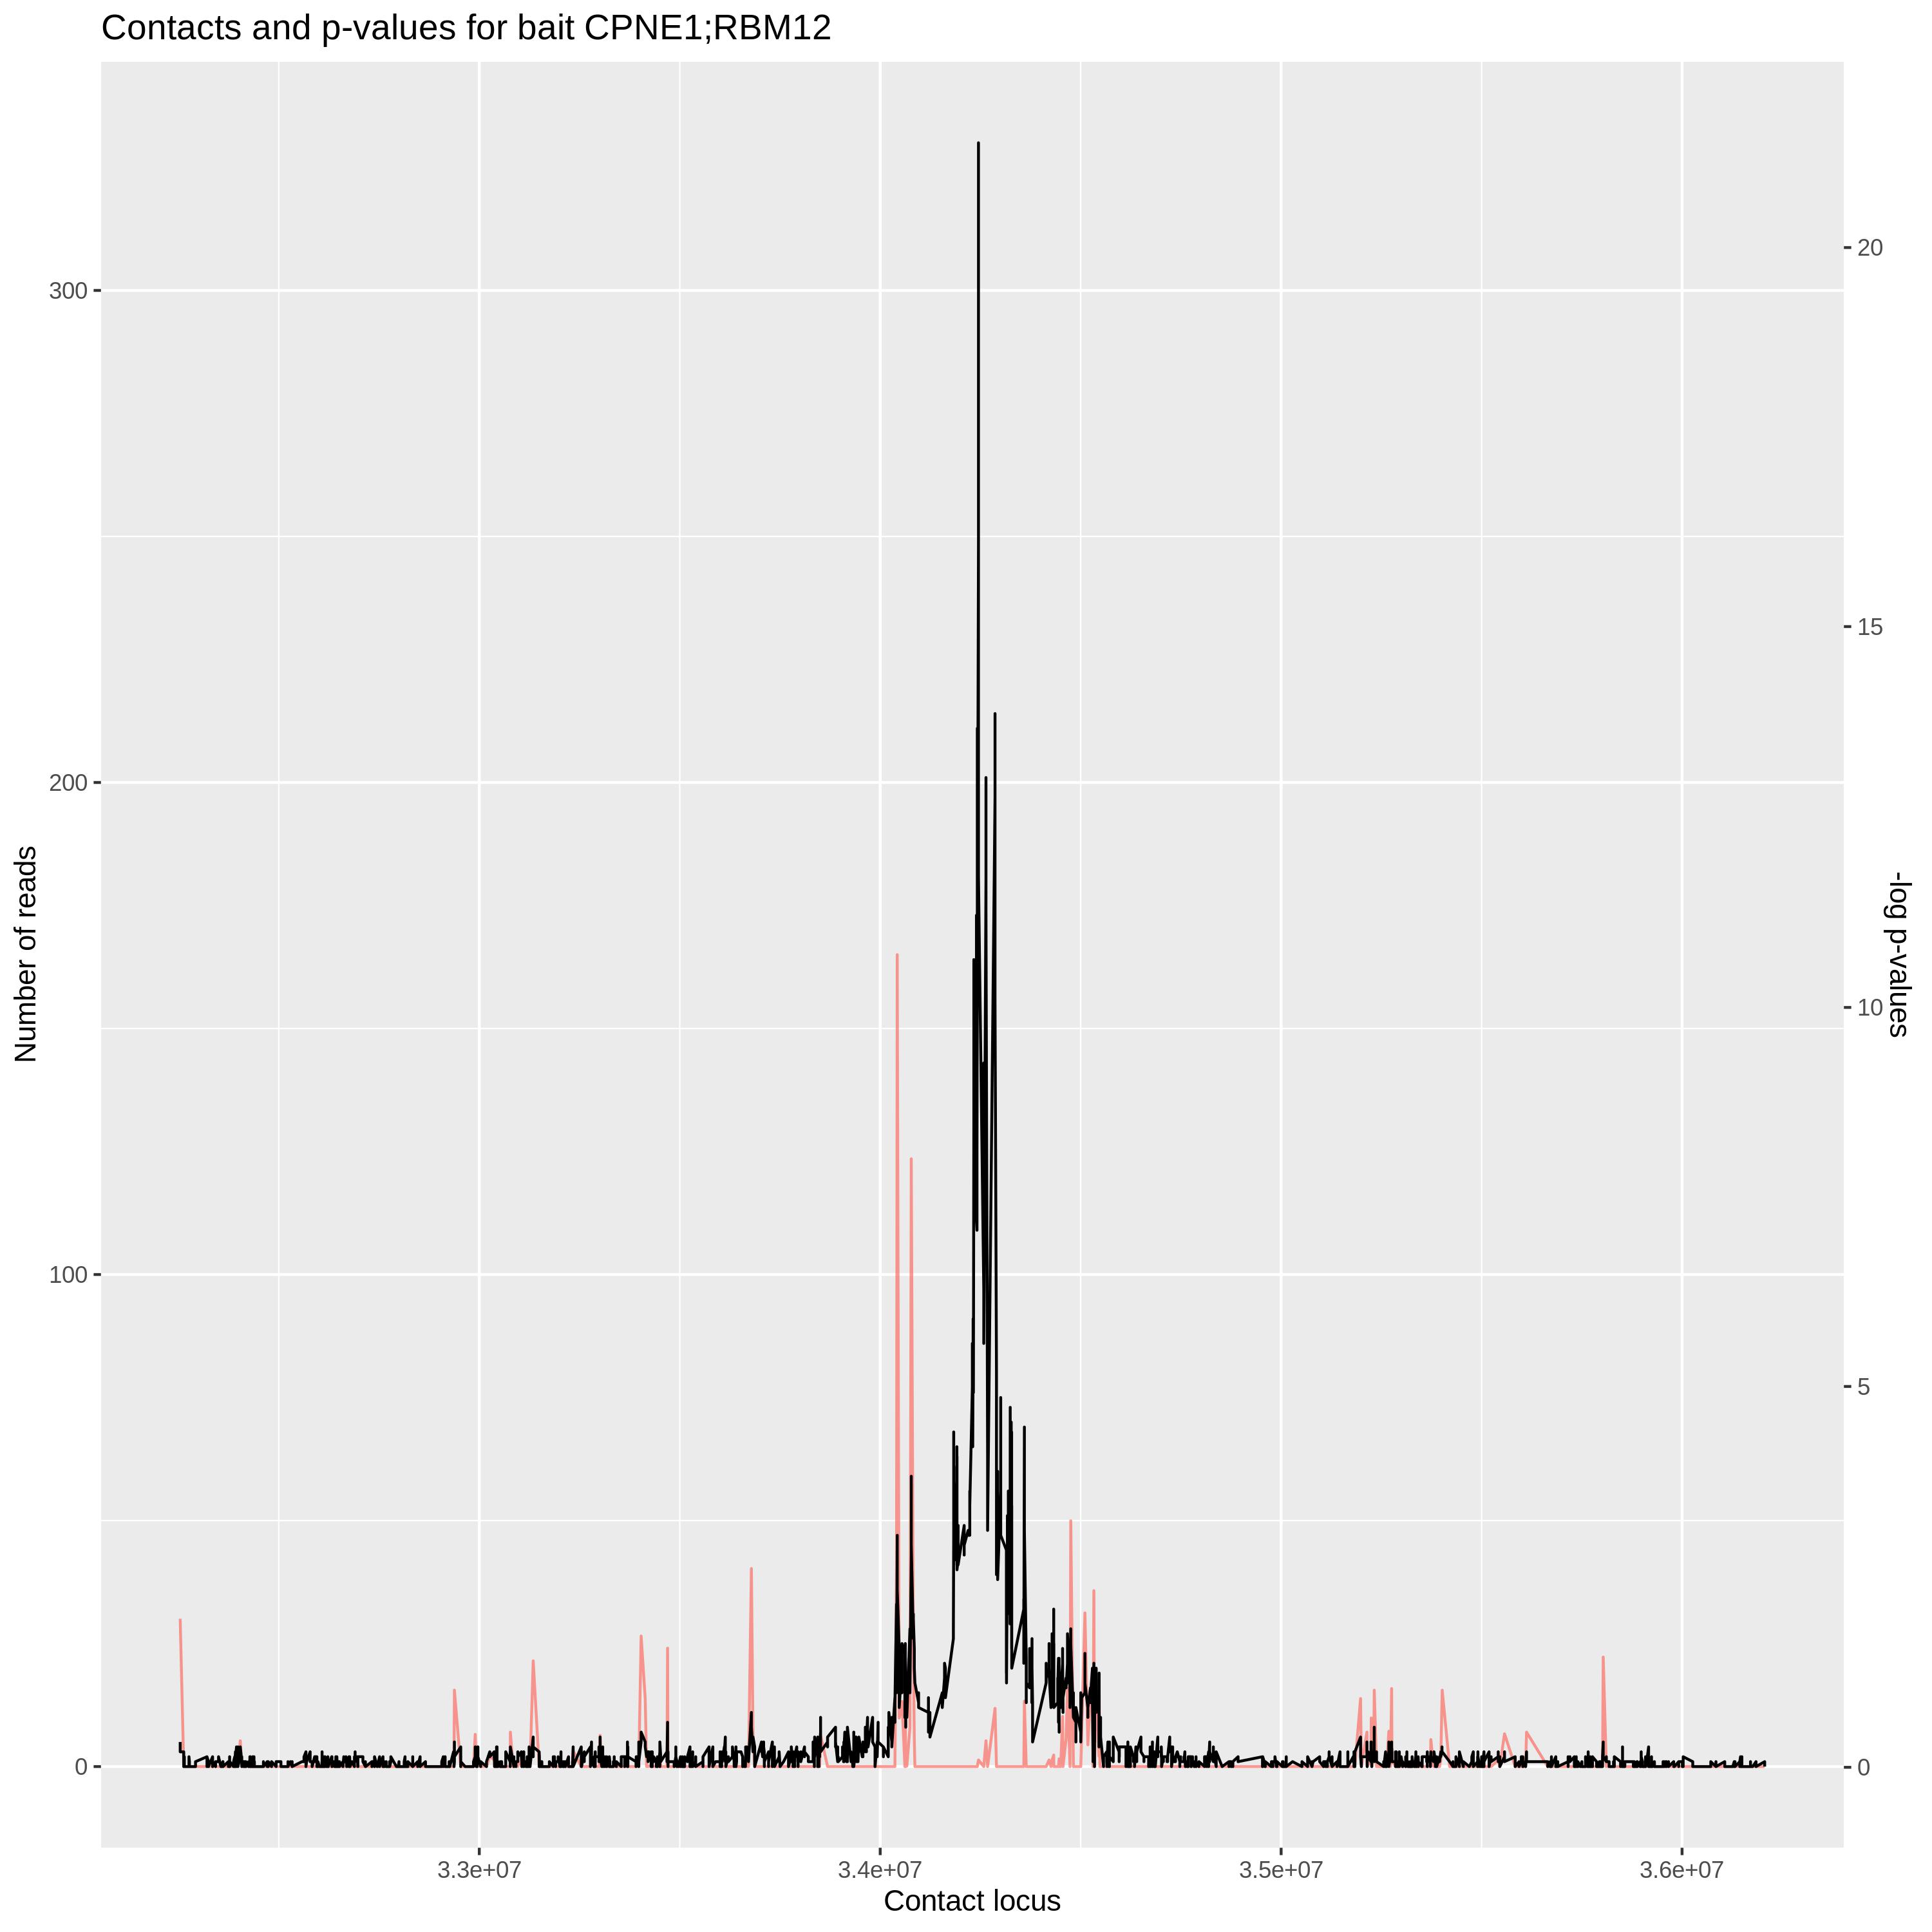 Contacts and p-values for bait CPNE1;RBM12
300
200
100
0
Number of reads
20
15
10
5
0
-log p-values
3.3e+07
3.4e+07
3.5e+07
3.6e+07
Contact locus